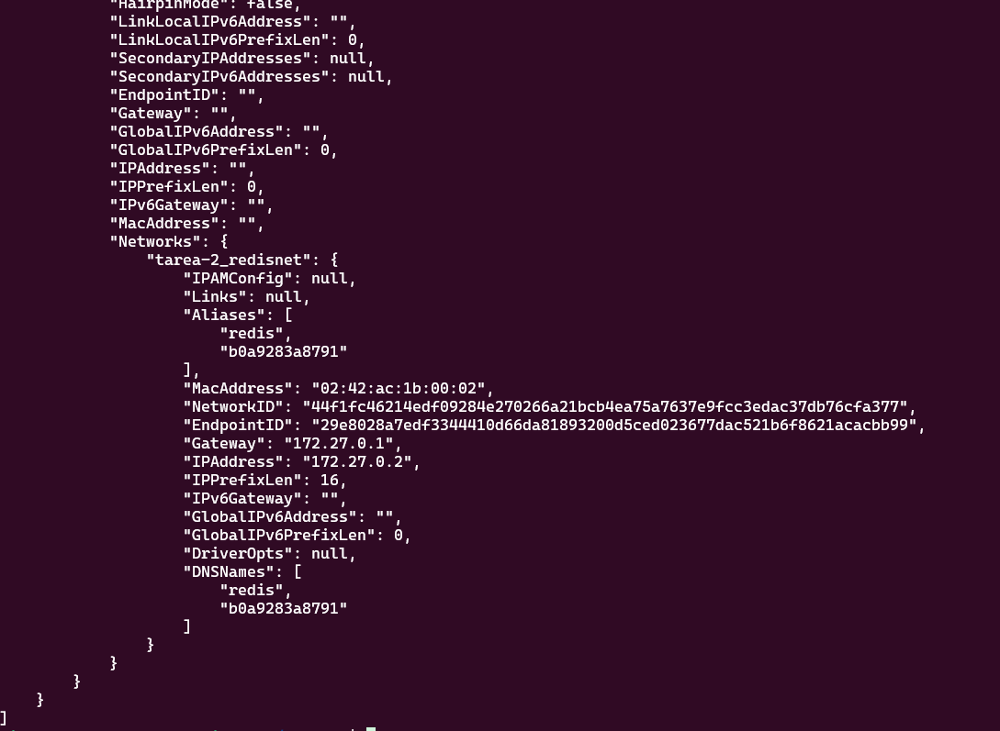 "HairpinMode": false,
"LinkLocalIPv6Address": "",
"LinkLocalIPv6PrefixLen": 0,
"SecondaryIPAddresses": null,
"SecondaryIPv6Addresses": null,
"EndpointID": "",
"Gateway": "",
"GlobalIPv6Address": "",
"GlobalIPv6PrefixLen": 0,
"IPAddress": "",
"IPPrefixLen": 0,
"IPv6Gateway": "",
"MacAddress": "",
"Networks": {
"tarea-2_redisnet": {
"IPAMConfig": null,
"Links": null,
"Aliases": [
"redis",
"b0a9283a8791"
],
"MacAddress": "02:42:ac:1b:00:02",
"NetworkID": "44f1fc46214edf09284e270266a21bcb4ea75a7637e9fcc3edac37db76cfa377",
"EndpointID": "29e8028a7edf3344410d66da81893200d5ced023677dac521b6f8621acacbb99",
"Gateway": "172.27.0.1",
"IPAddress": "172.27.0.2",
"IPPrefixLen": 16,
"IPv6Gateway": "",
"GlobalIPv6Address": "",
"GlobalIPv6PrefixLen": 0,
"DriverOpts": null,
"DNSNames": [
"redis",
"b0a9283a8791"
]
}
}
}
}
]